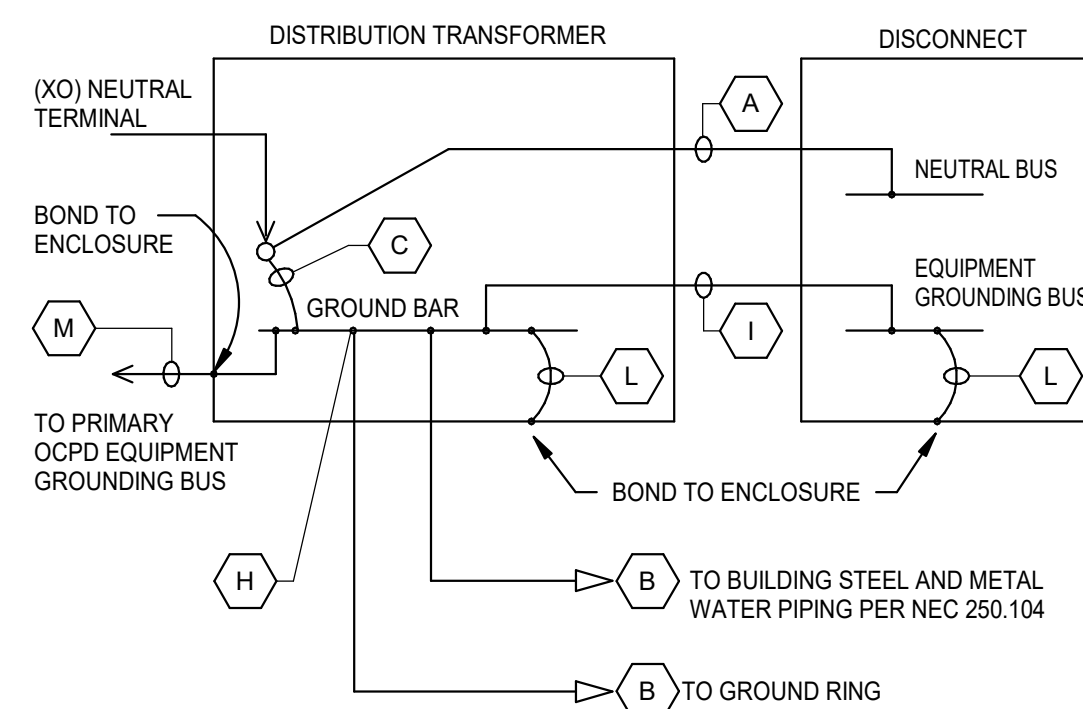 DISTRIBUTION TRANSFORMER
DISCONNECT
(XO) NEUTRAL
TERMINAL
A
NEUTRAL BUS
BOND TO
ENCLOSURE
C
EQUIPMENT
GROUNDING BUS
GROUND BAR
M
I
L
L
TO PRIMARY
OCPD EQUIPMENT
GROUNDING BUS
BOND TO ENCLOSURE
H
B
TO BUILDING STEEL AND METAL
WATER PIPING PER NEC 250.104
B
TO GROUND RING